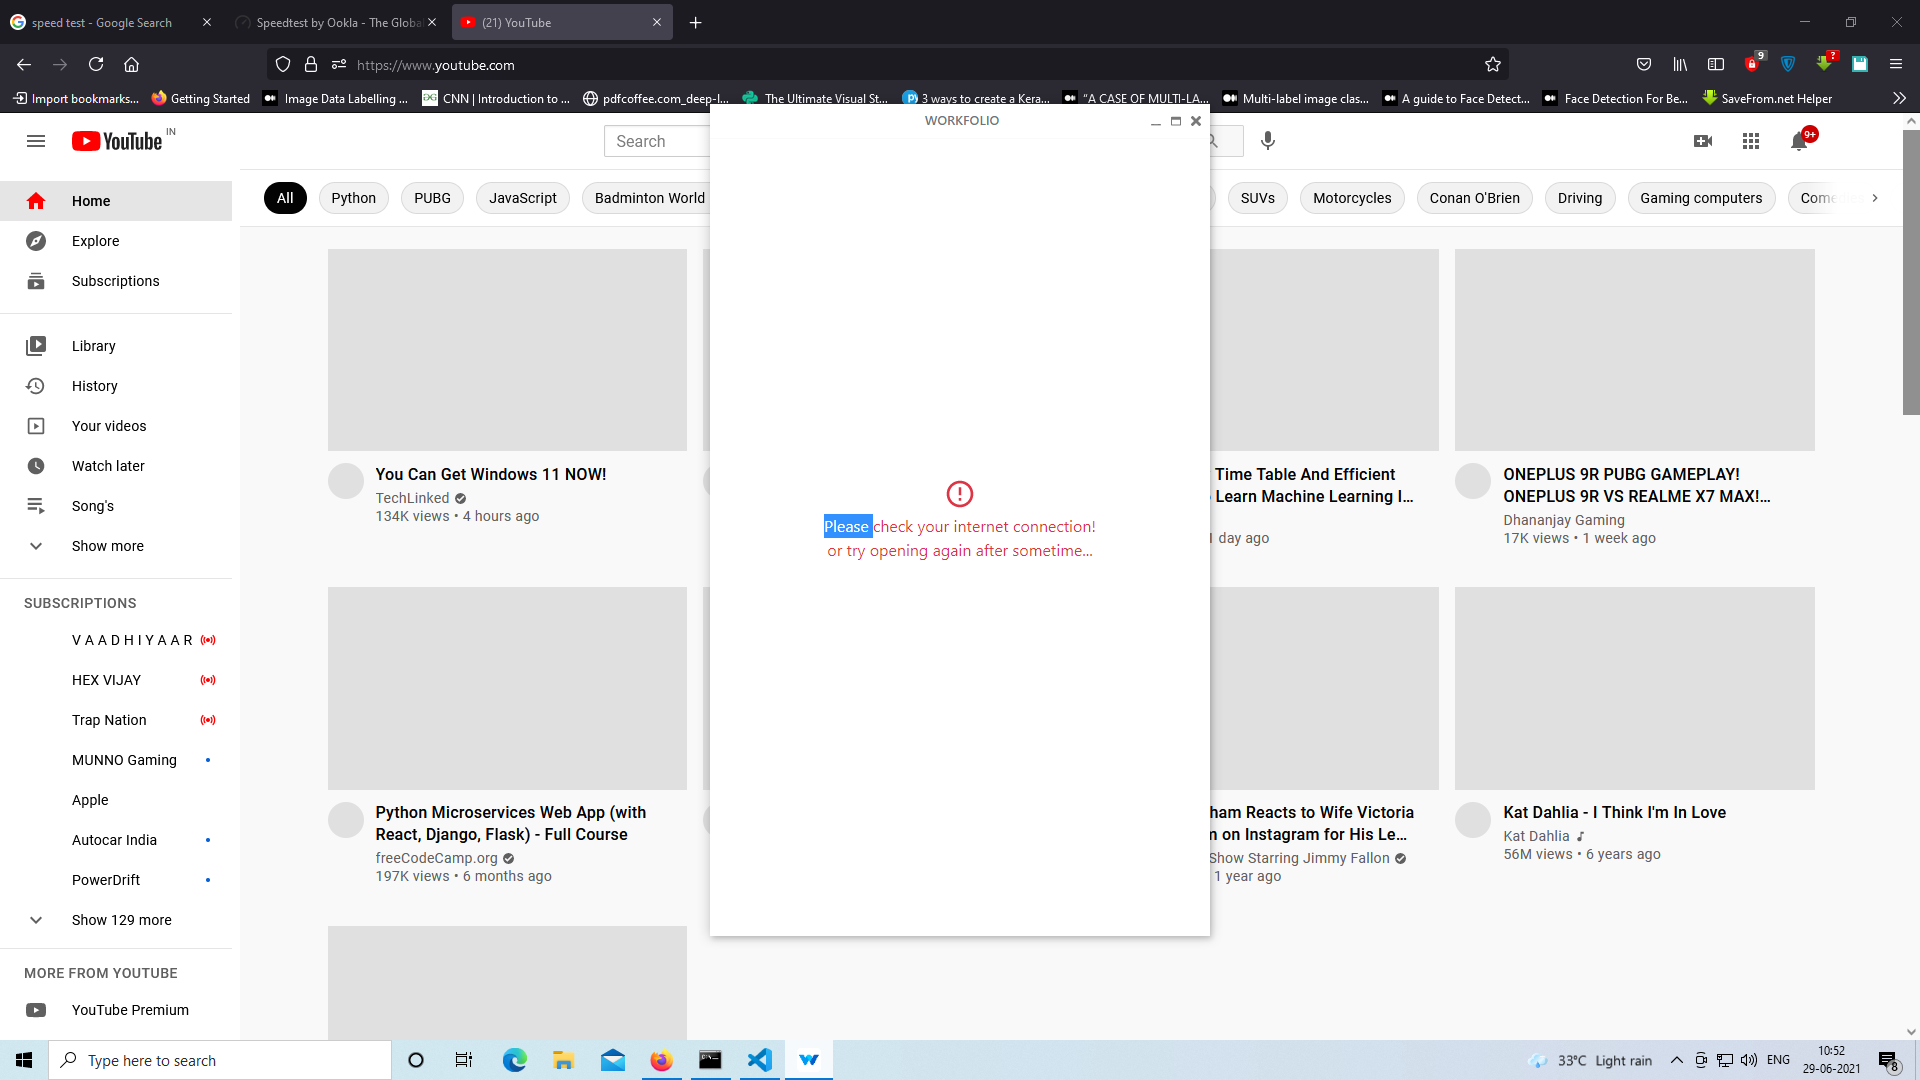 speed test - Google Search
Speedtest by Ookla - The Global
(21) YouTube
https://www.youtube.com
9
?
Import bookmarks...
Getting Started
Image Data Labelling ...
CNN | Introduction to ...
pdfcoffee.com_deep-l...
The Ultimate Visual St...
3 ways to create a Kera...
“A CASE OF MULTI-LA...
Multi-label image clas...
A guide to Face Detect...
Face Detection For Be...
SaveFrom.net Helper
WORKFOLIO
YouTube IN
Search
9+
Home
Explore
Subscriptions
Library
History
Your videos
Watch later
Song's
Show more
SUBSCRIPTIONS
V A A D H I Y A A R
HEX VIJAY
Trap Nation
MUNNO Gaming
Apple
Autocar India
PowerDrift
Show 129 more
MORE FROM YOUTUBE
YouTube Premium
All
Python
PUBG
JavaScript
Badminton World
SUVs
Motorcycles
Conan O'Brien
Driving
Gaming computers
Come
You Can Get Windows 11 NOW!
TechLinked
134K views • 4 hours ago
Please check your internet connection!
or try opening again after sometime...
Time Table And Efficient
Learn Machine Learning I...
1 day ago
ONEPLUS 9R PUBG GAMEPLAY!
ONEPLUS 9R VS REALME X7 MAX!...
Dhananjay Gaming
17K views • 1 week ago
Python Microservices Web App (with
React, Django, Flask) - Full Course
freeCodeCamp.org
197K views • 6 months ago
ham Reacts to Wife Victoria
on Instagram for His Le...
Show Starring Jimmy Fallon
1 year ago
Kat Dahlia - I Think I'm In Love
Kat Dahlia
56M views • 6 years ago
Type here to search
33°C Light rain
ENG
10:52
29-06-2021
8